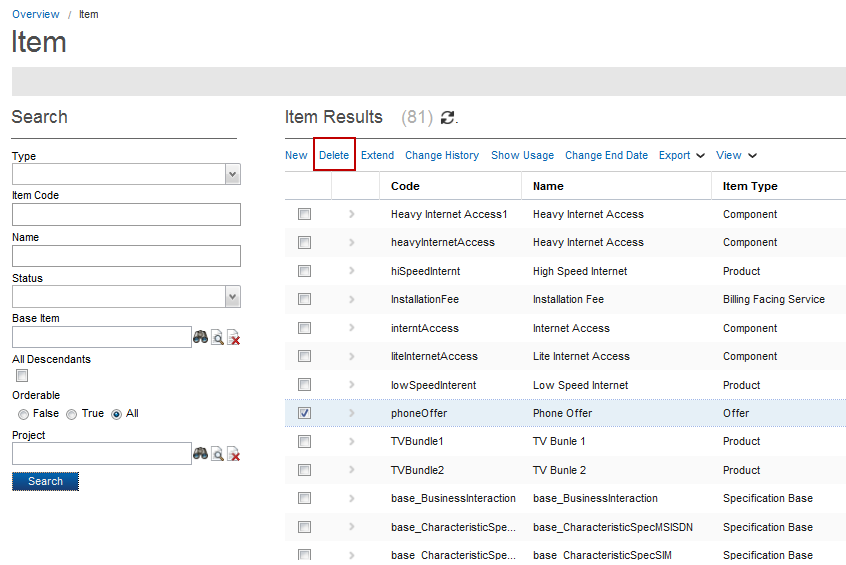 Overview / Item
Item
Search
Type
Item Code
Name
Status
Base Item
All Descendants
Orderable
False True All
Project
Search
Item Results (81)
New Delete Extend Change History Show Usage Change End Date Export View
Code Name Item Type
Heavy Internet Access1 Heavy Internet Access Component
heavyInternetAccess Heavy Internet Access Component
hiSpeedInternt High Speed Internet Product
InstallationFee Installation Fee Billing Facing Service
interntAccess Internet Access Component
liteInternetAccess Lite Internet Access Component
lowSpeedInterent Low Speed Internet Product
phoneOffer Phone Offer Offer
TVBundle1 TV Bunle 1 Product
TVBundle2 TV Bunle 2 Product
base_BusinessInteraction base_BusinessInteraction Specification Base
base_CharacteristicSpe... base_CharacteristicSpecMSISDN Specification Base
base_CharacteristicSpe... base_CharacteristicSpecSIM Specification Base